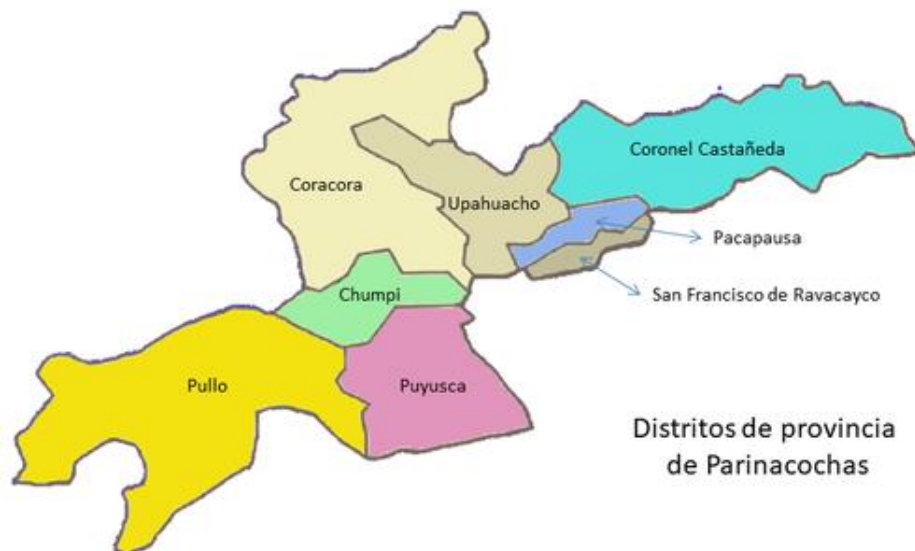 Coronel Castañeda
Coracora
Upahuacho
Pacapausa
San Francisco de Ravacayco
Chumpi
Pullo
Puyusca
Distritos de provincia
de Parinacochas